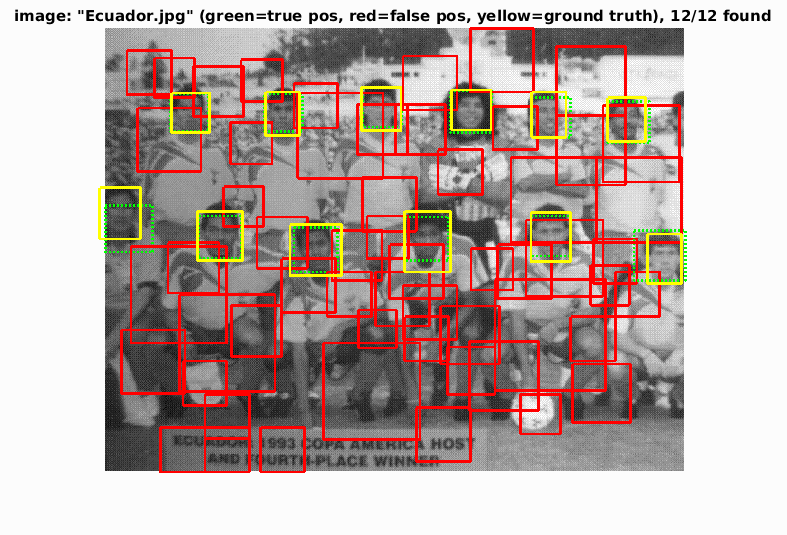 image: "Ecuador.jpg" (green=true pos, red=false pos, yellow=ground truth), 12/12 found
ECUADOR, 1993 COPA AMERICA HOST
AND FOURTH-PLACE WINNER